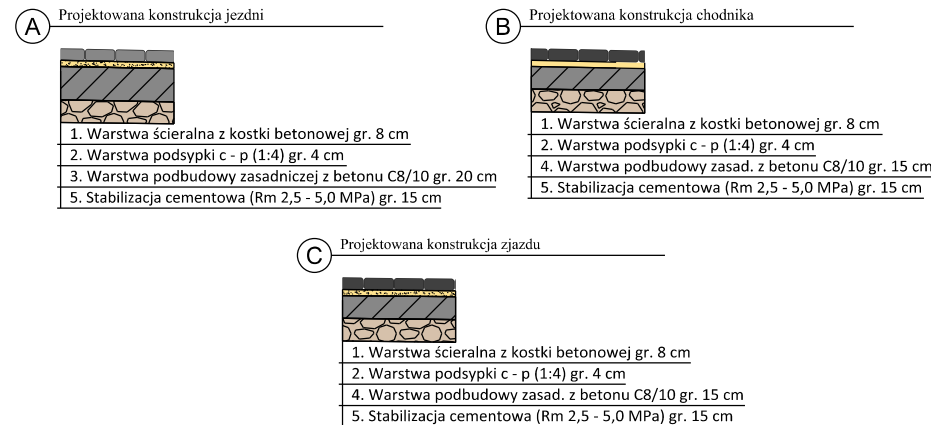 A
Projektowana konstrukcja jezdni
1. Warstwa ścieralna z kostki betonowej gr. 8 cm
2. Warstwa podsypki c - p (1:4) gr. 4 cm
3. Warstwa podbudowy zasadniczej z betonu C8/10 gr. 20 cm
5. Stabilizacja cementowa (Rm 2,5 - 5,0 MPa) gr. 15 cm
B
Projektowana konstrukcja chodnika
1. Warstwa ścieralna z kostki betonowej gr. 8 cm
2. Warstwa podsypki c - p (1:4) gr. 4 cm
4. Warstwa podbudowy zasad. z betonu C8/10 gr. 15 cm
5. Stabilizacja cementowa (Rm 2,5 - 5,0 MPa) gr. 15 cm
C
Projektowana konstrukcja zjazdu
1. Warstwa ścieralna z kostki betonowej gr. 8 cm
2. Warstwa podsypki c - p (1:4) gr. 4 cm
4. Warstwa podbudowy zasad. z betonu C8/10 gr. 15 cm
5. Stabilizacja cementowa (Rm 2,5 - 5,0 MPa) gr. 15 cm